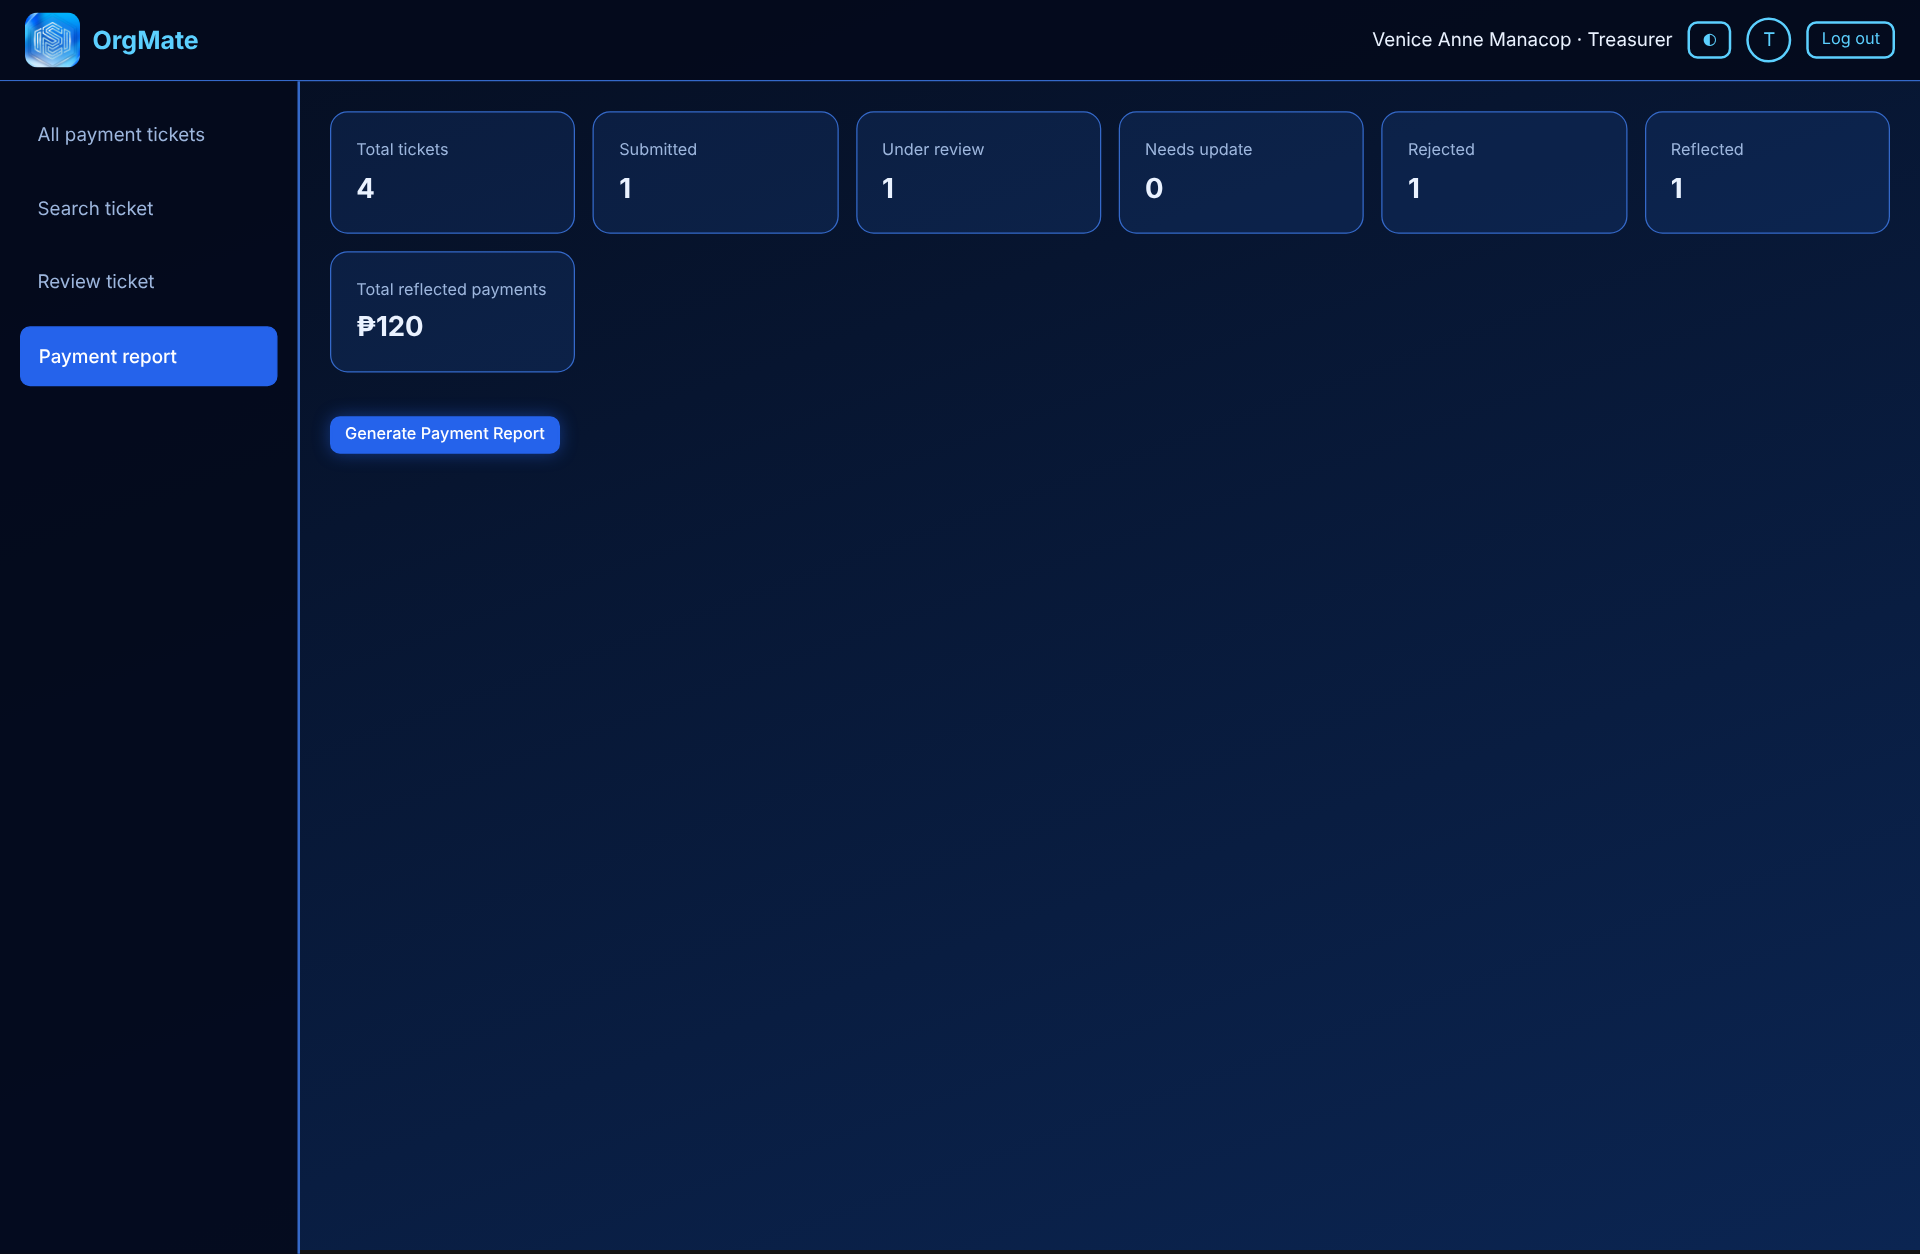 OrgMate
Venice Anne Manacop · Treasurer
T
Log out
All payment tickets
Search ticket
Review ticket
Payment report
Total tickets
4
Submitted
1
Under review
1
Needs update
0
Rejected
1
Reflected
1
Total reflected payments
₱120
Generate Payment Report